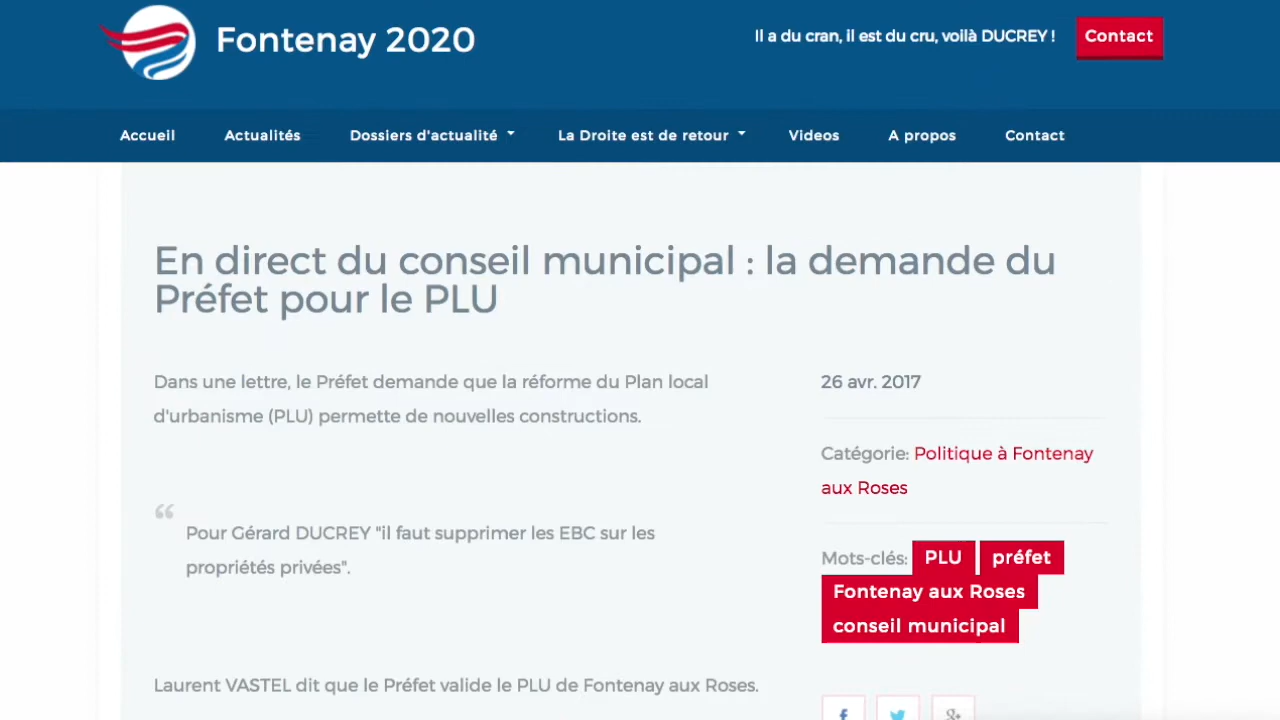 Fontenay 2020
Il a du cran, il est du cru, voilà DUCREY !
Contact
Accueil
Actualités
Dossiers d'actualité
La Droite est de retour
Videos
A propos
Contact
En direct du conseil municipal : la demande du
Préfet pour le PLU
Dans une lettre, le Préfet demande que la réforme du Plan local
d'urbanisme (PLU) permette de nouvelles constructions.
“
Pour Gérard DUCREY "il faut supprimer les EBC sur les
propriétés privées".
Laurent VASTEL dit que le Préfet valide le PLU de Fontenay aux Roses.
26 avr. 2017
Catégorie: Politique à Fontenay
aux Roses
Mots-clés: PLU préfet
Fontenay aux Roses
conseil municipal